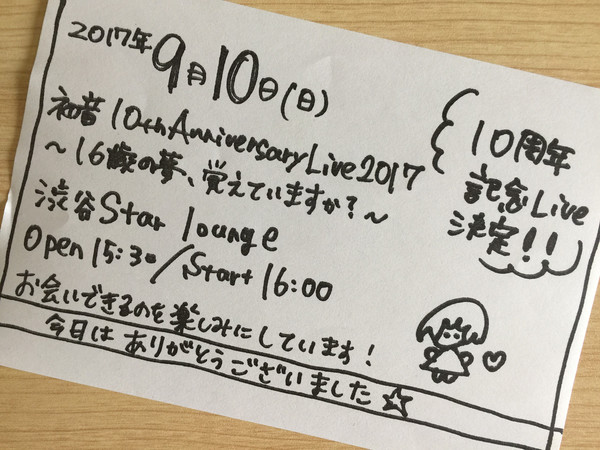 2017年9月10日(日)
初音 10th Anniversary Live 2017
〜16歳の夢、覚えていますか?〜
渋谷 Star lounge
Open 15:30/Start 16:00
お会いできるのを楽しみにしています!
今日はありがとうございました☆
10周年
記念Live
決定!!